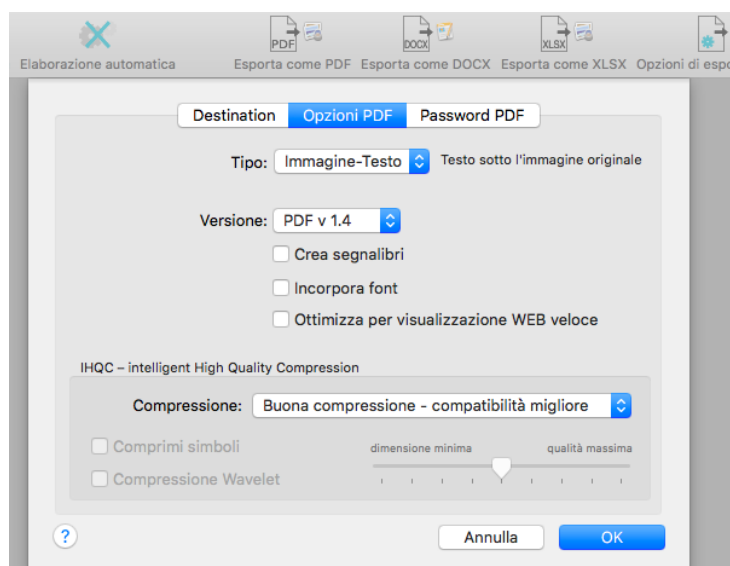 PDF DOCX XLSX
Elaborazione automatica Esporta come PDF Esporta come DOCX Esporta come XLSX Opzioni di espo
Destination Opzioni PDF Password PDF
Tipo: Immagine-Testo Testo sotto l'immagine originale
Versione: PDF v 1.4
Crea segnalibri
Incorpora font
Ottimizza per visualizzazione WEB veloce
IHQC – intelligent High Quality Compression
Compressione: Buona compressione - compatibilità migliore
Comprimi simboli dimensione minima qualità massima
Compressione Wavelet
? Annulla OK